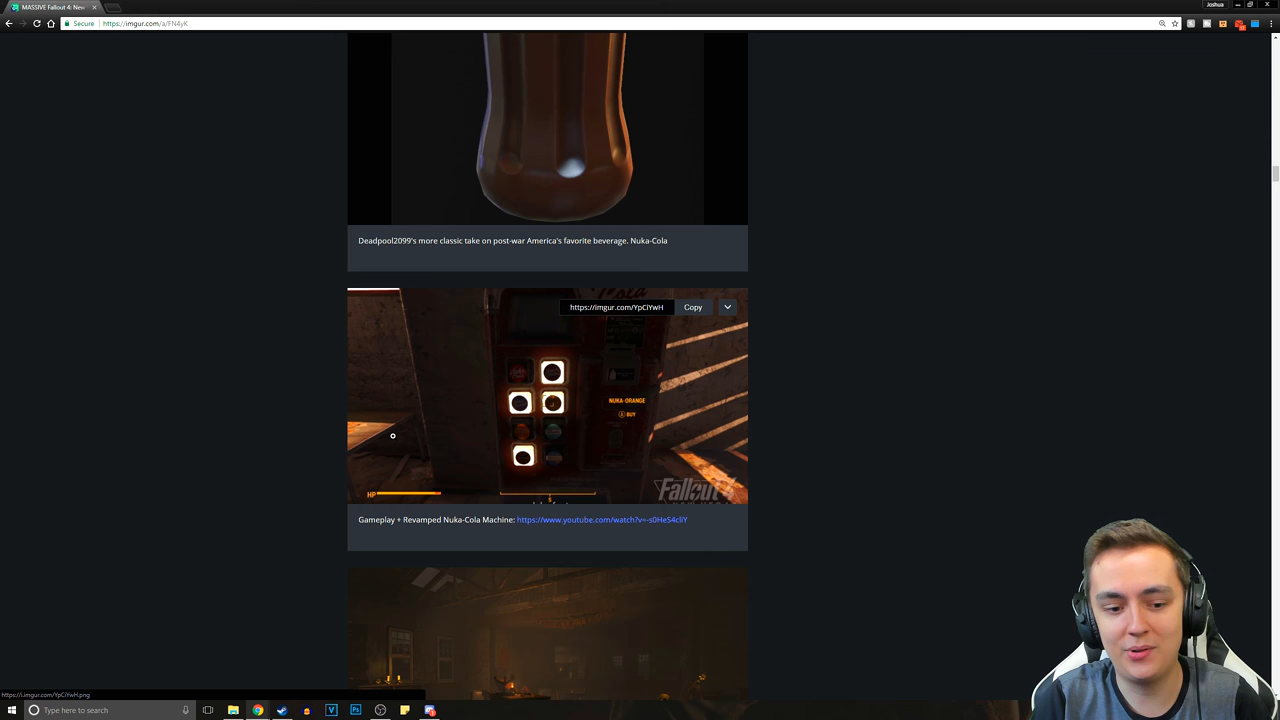 MASSIVE Fallout 4: New
Joshua
Secure
https://imgur.com/a/FN4yK
Deadpool2099's more classic take on post-war America's favorite beverage. Nuka-Cola
https://imgur.com/YpCiYwH
Copy
NUKA-ORANGE
A BUY
HP
S
Fallout 4
Gameplay + Revamped Nuka-Cola Machine: https://www.youtube.com/watch?v=-s0He54cliY
https://i.imgur.com/YpCiYwH.png
Type here to search